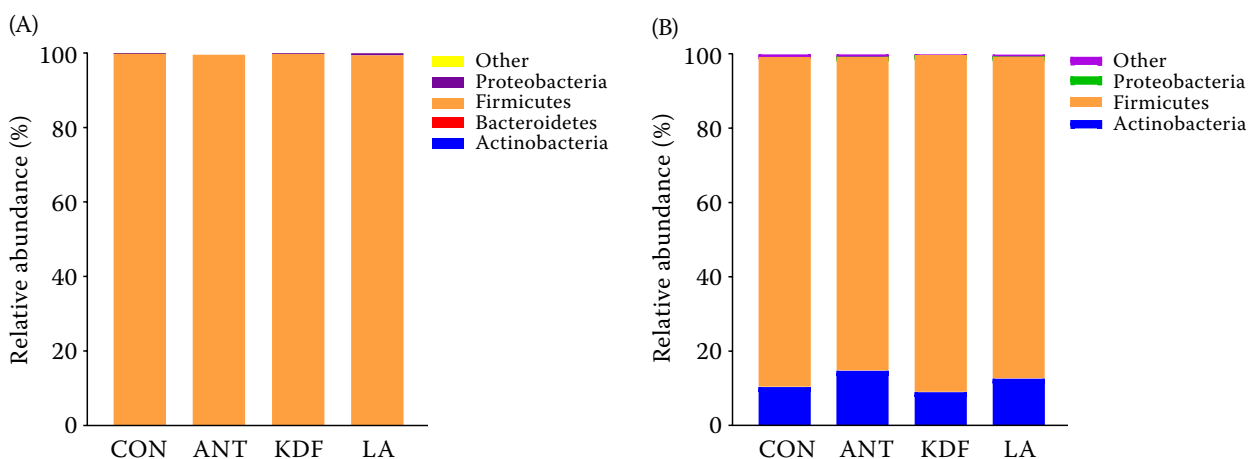 (A)
Relative abundance (%)
100
80
60
40
20
0
CON ANT KDF LA
Other
Proteobacteria
Firmicutes
Bacteroidetes
Actinobacteria
(B)
Relative abundance (%)
100
80
60
40
20
0
CON ANT KDF LA
Other
Proteobacteria
Firmicutes
Actinobacteria